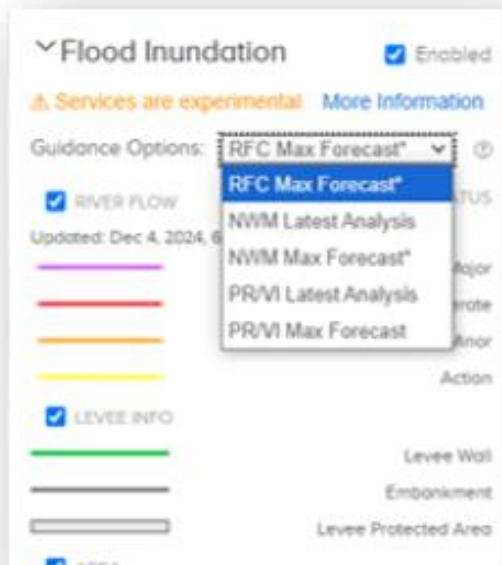 Flood Inundation Enabled
Services are experimental More Information
Guidance Options: RFC Max Forecast*
RFC Max Forecast*
RIVER FLOW
NWM Latest Analysis
Updated: Dec 4, 2024, 6
NWM Max Forecast*
PR/VI Latest Analysis
PR/VI Max Forecast
Action
LEVEE INFO
Levee Wall
Embankment
Levee Protected Area